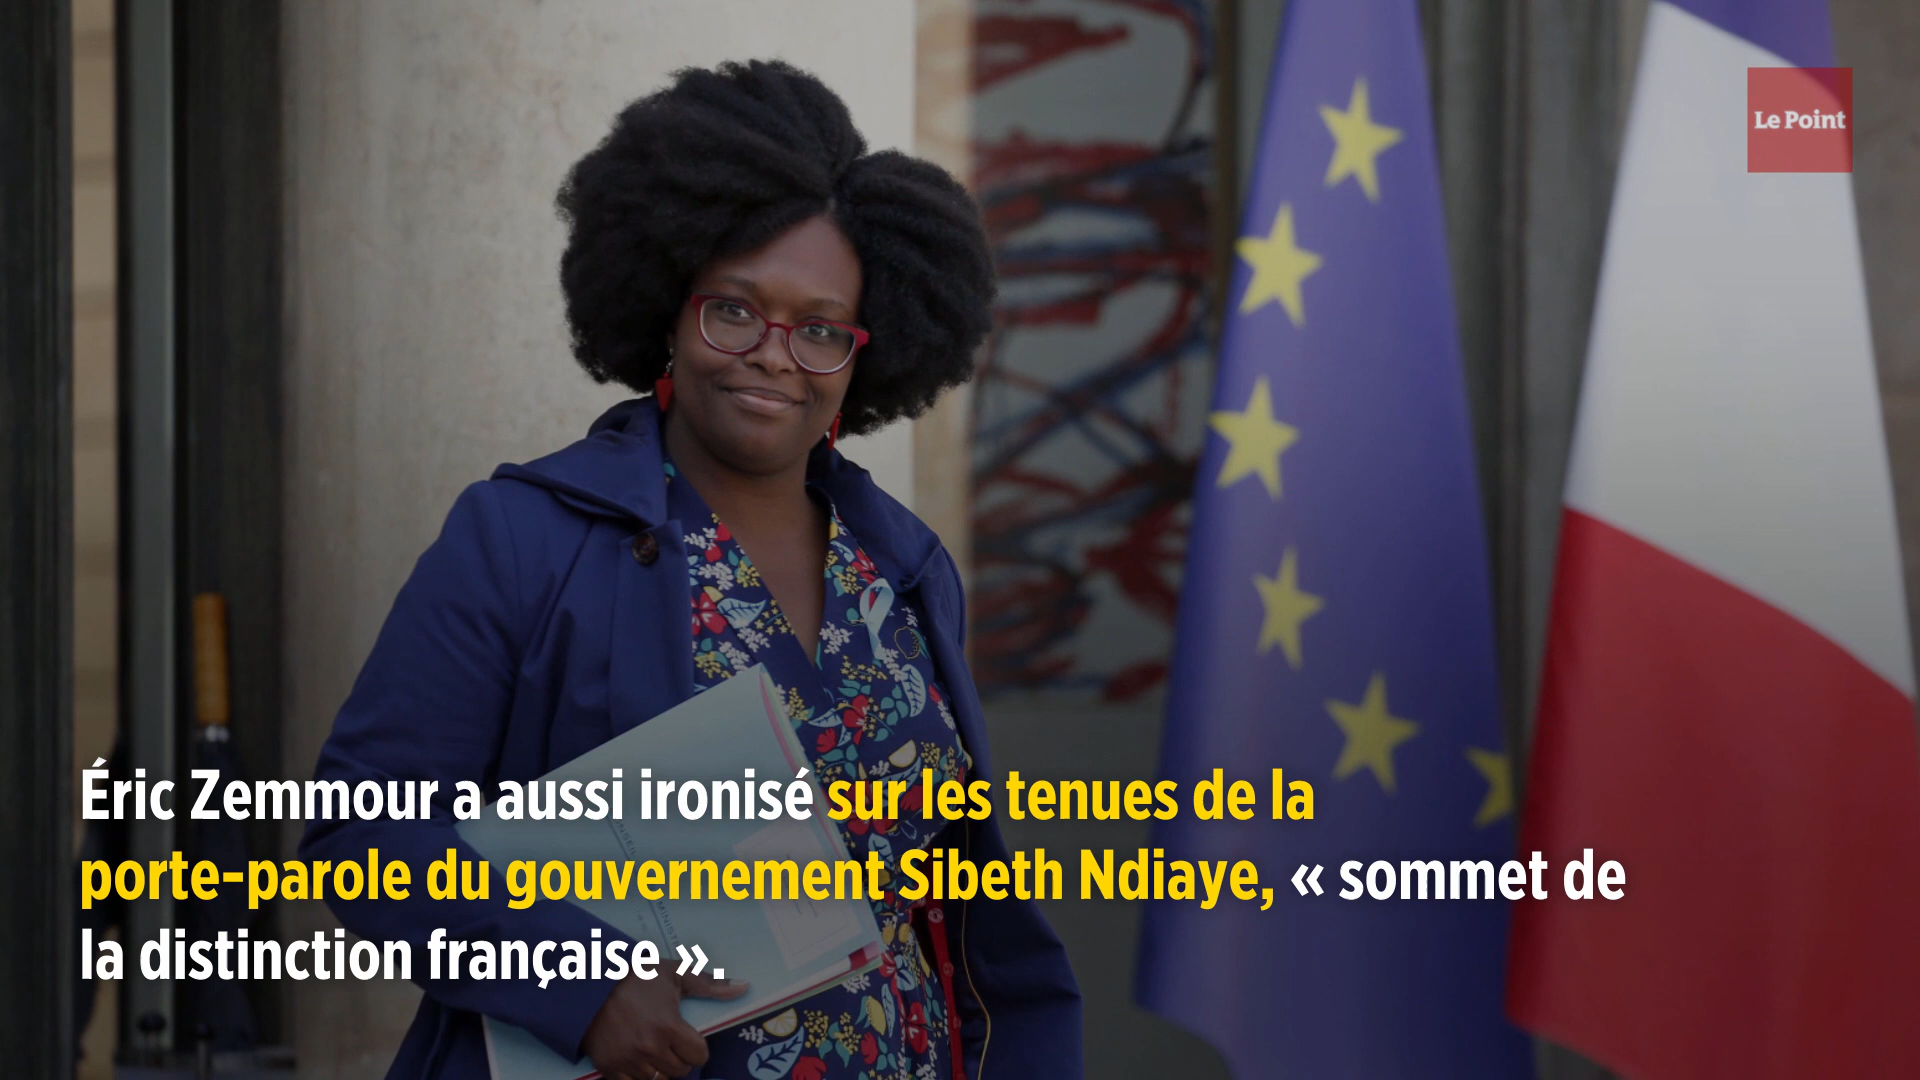 Le Point
Éric Zemmour a aussi ironisé sur les tenues de la
porte-parole du gouvernement Sibeth Ndiaye, « sommet de
la distinction française ».